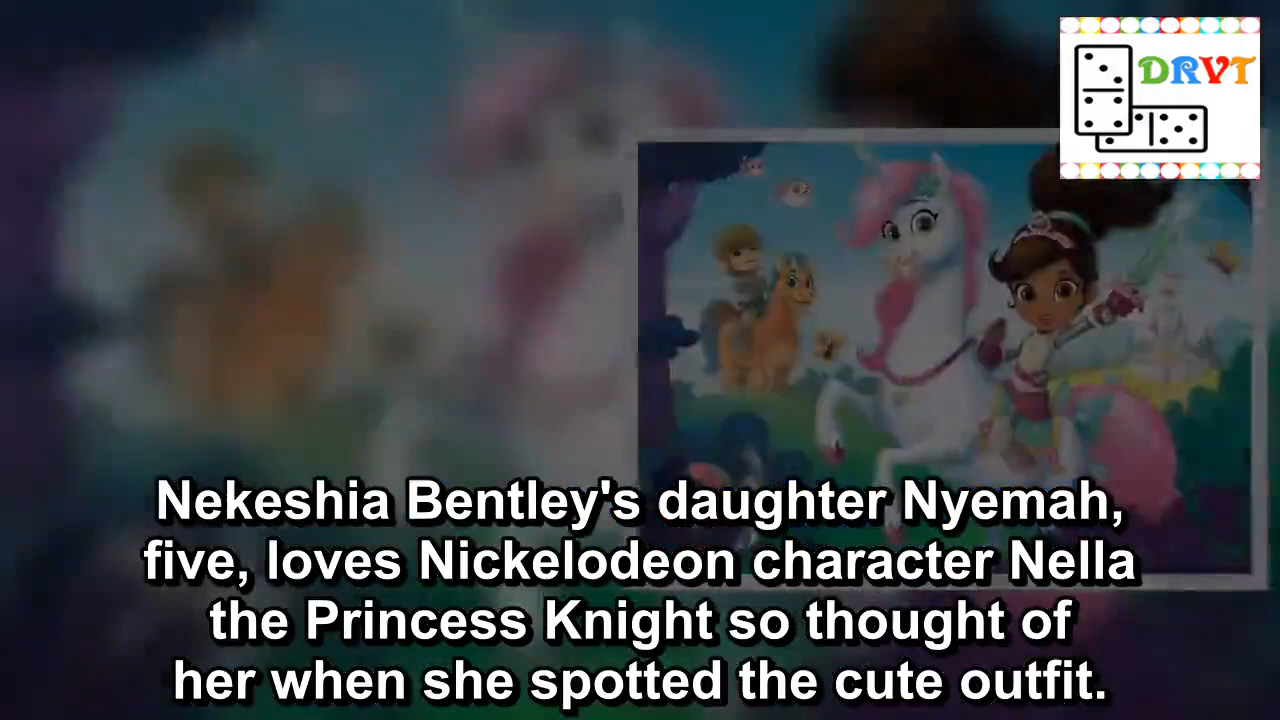 DRVT
Nekeshia Bentley's daughter Nyemah,
five, loves Nickelodeon character Nella
the Princess Knight so thought of
her when she spotted the cute outfit.